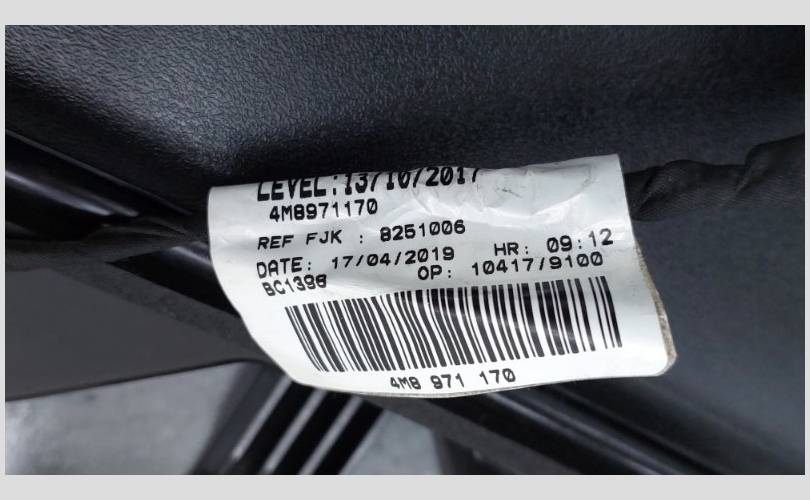 LEVEL:13/10/2017
4M8971170
REF FJK : 8251006
DATE: 17/04/2019 HR: 09:12
BC1396 OP: 10417/9100
4M8 971 170